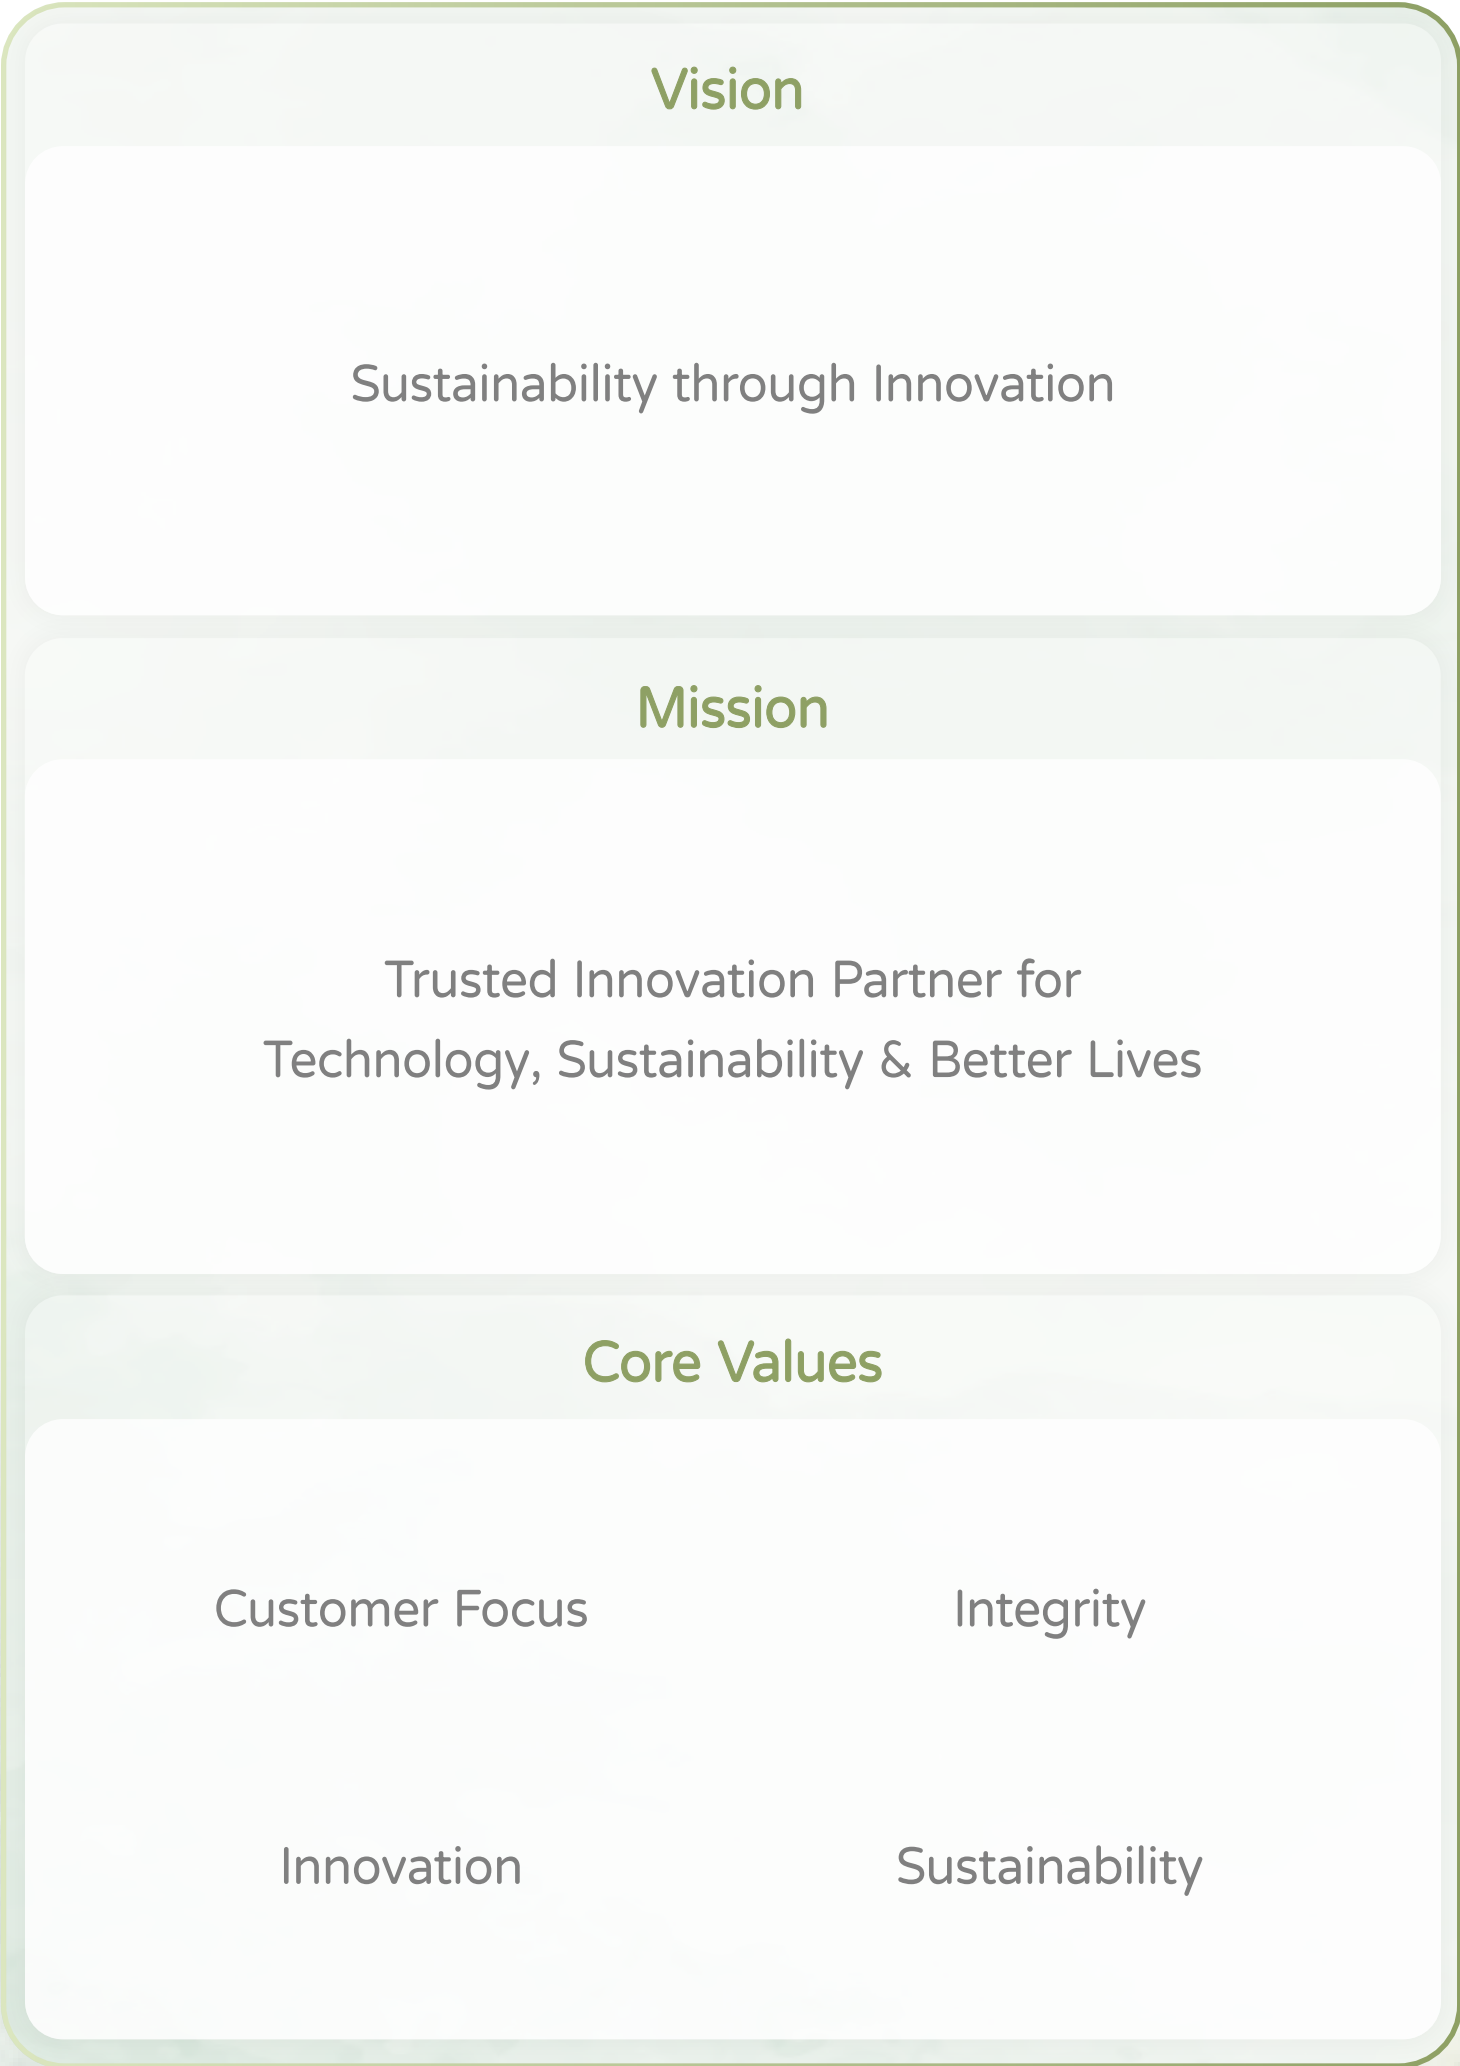 Vision
Sustainability through Innovation
Mission
Trusted Innovation Partner for
Technology, Sustainability & Better Lives
Core Values
Customer Focus
Integrity
Innovation
Sustainability